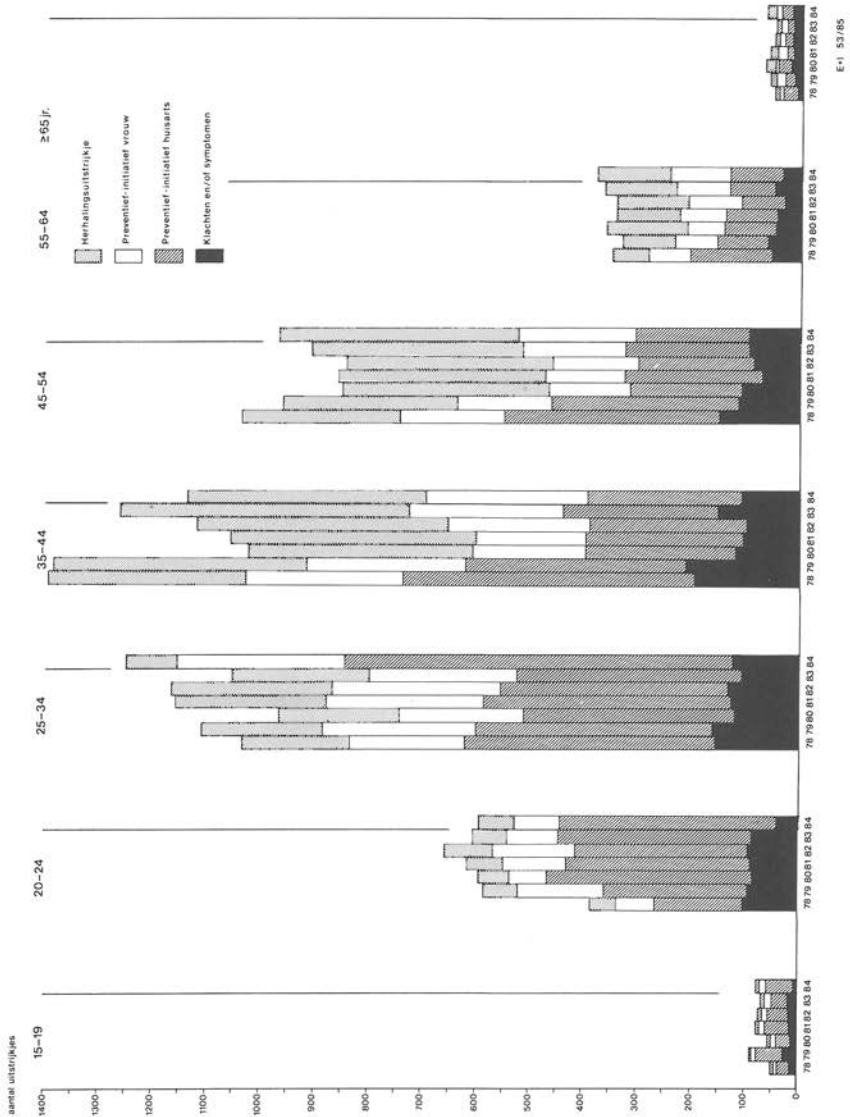 aantal uitstrijkjes
15–19
20–24
25–34
35–44
45–54
55–64
≥65 jr.
Herhalingsuitstrijkje
Preventief-initiatief vrouw
Preventief-initiatief huisarts
Klachten en/of symptomen
1400
1300
1200
1100
1000
900
800
700
600
500
400
300
200
100
0
78 79 80 81 82 83 84
78 79 80 81 82 83 84
78 79 80 81 82 83 84
78 79 80 81 82 83 84
78 79 80 81 82 83 84
78 79 80 81 82 83 84
78 79 80 81 82 83 84
E+I 53/85